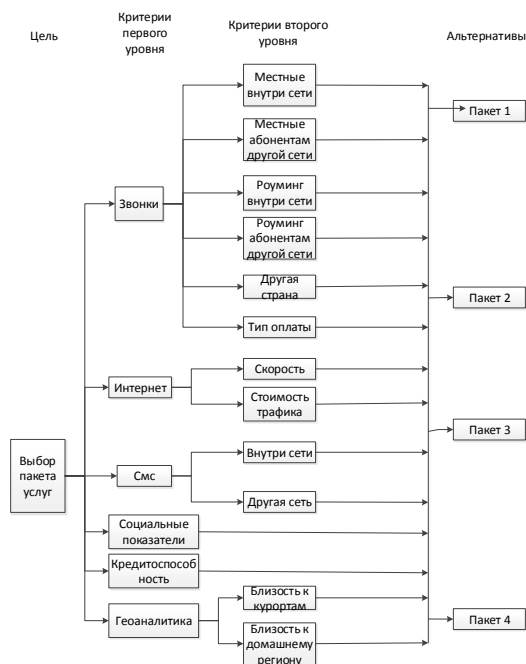 Цель
Критерии
первого
уровня
Критерии второго
уровня
Альтернативы
Местные
внутри сети
Местные
абонентам
другой сети
Роуминг
внутри сети
Роуминг
абонентам
другой сети
Другая
страна
Тип оплаты
Звонки
Интернет
Скорость
Стоимость
трафика
Выбор
пакета
услуг
Смс
Внутри сети
Другая сеть
Социальные
показатели
Кредитоспособ
ность
Геоаналитика
Близость к
курортам
Близость к
домашнему
региону
Пакет 1
Пакет 2
Пакет 3
Пакет 4